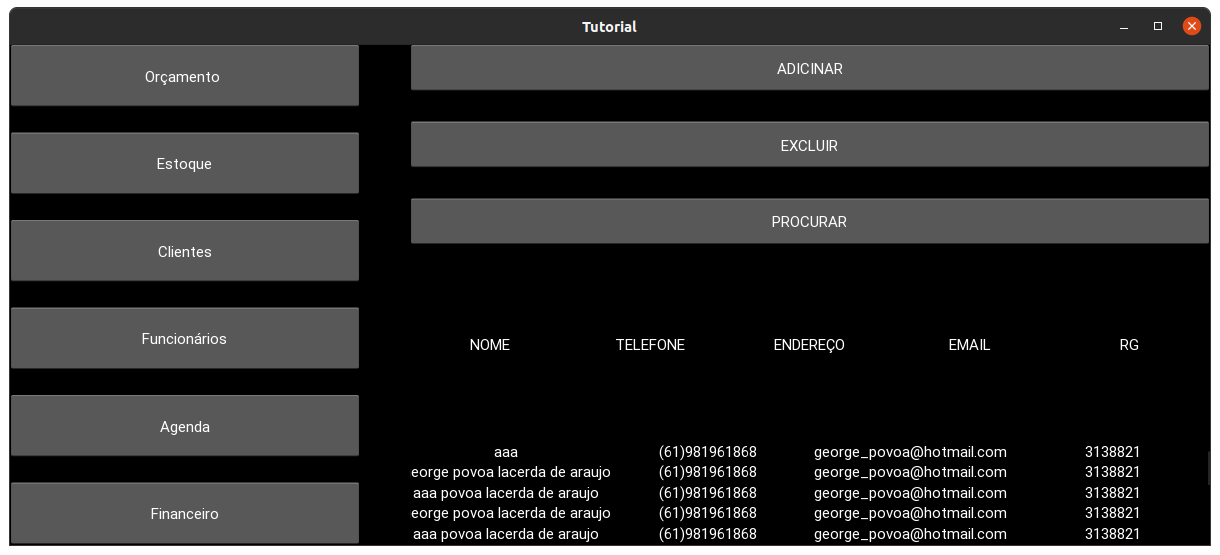 Tutorial
Orçamento
Estoque
Clientes
Funcionários
Agenda
Financeiro
ADICINAR
EXCLUIR
PROCURAR
NOME TELEFONE ENDEREÇO EMAIL RG
aaa (61)981961868 george_povoa@hotmail.com 3138821
eorge povoa lacerda de araujo (61)981961868 george_povoa@hotmail.com 3138821
aaa povoa lacerda de araujo (61)981961868 george_povoa@hotmail.com 3138821
eorge povoa lacerda de araujo (61)981961868 george_povoa@hotmail.com 3138821
aaa povoa lacerda de araujo (61)981961868 george_povoa@hotmail.com 3138821